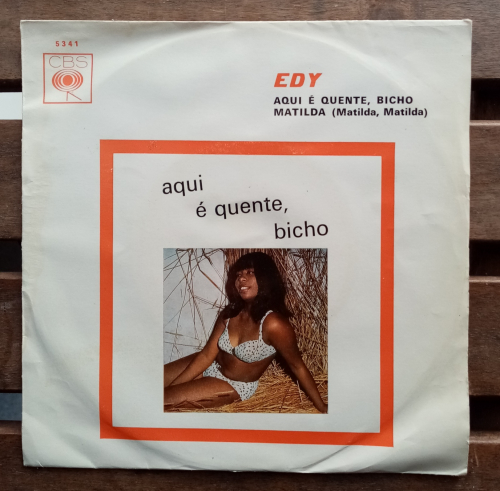 5341
CBS
EDY
AQUI É QUENTE, BICHO
MATILDA (Matilda, Matilda)
aqui
é quente,
bicho